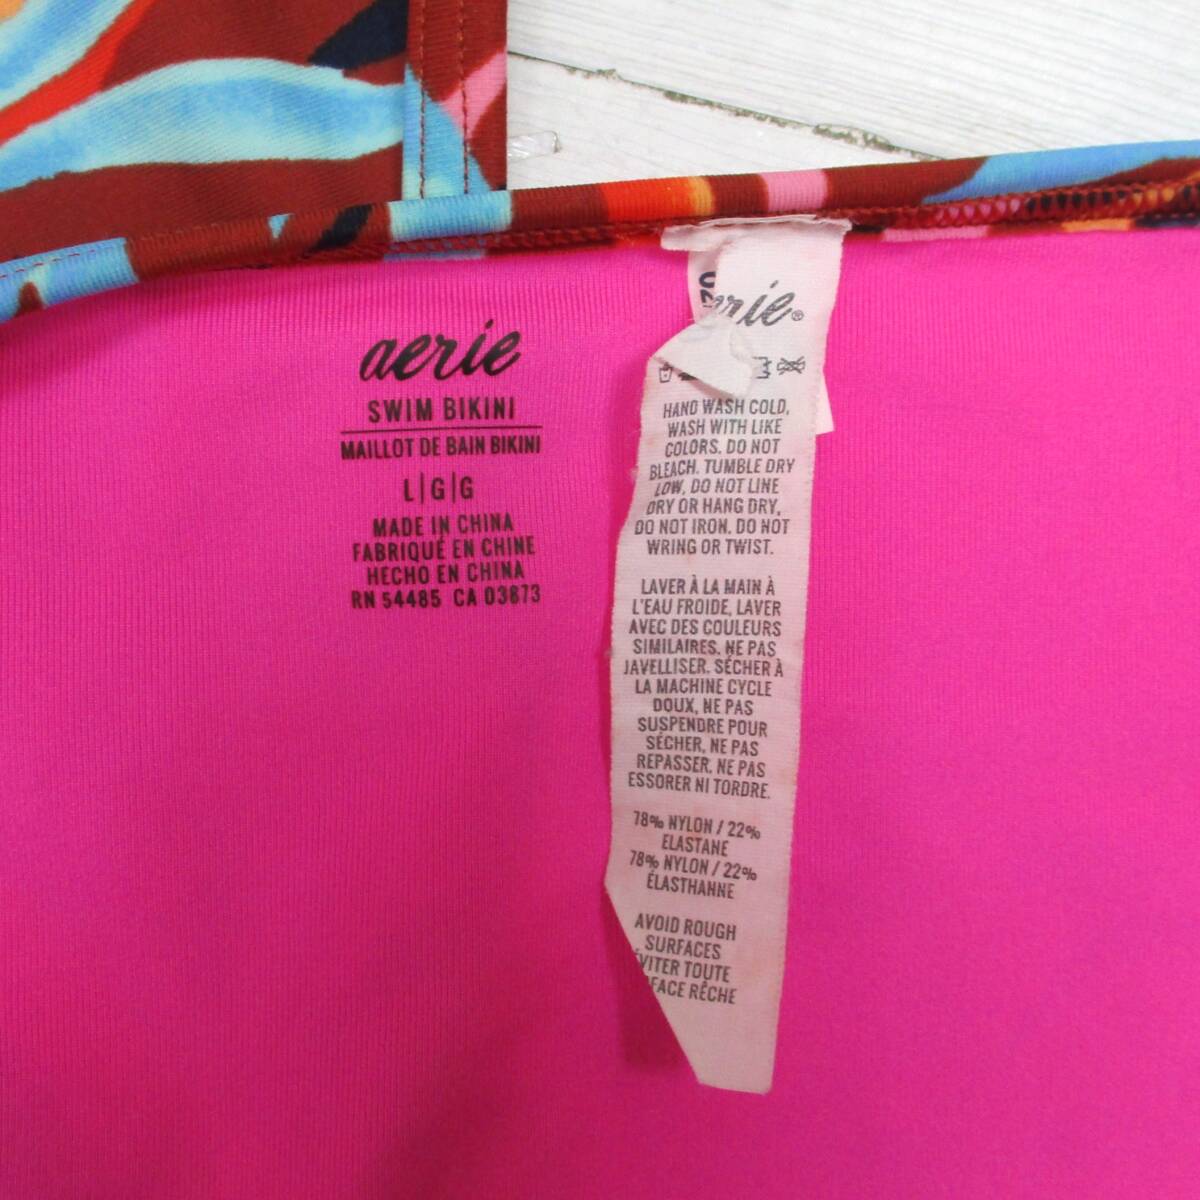 aerie
SWIM BIKINI
MAILLOT DE BAIN BIKINI
L|G|G
MADE IN CHINA
FABRIQUÉ EN CHINE
HECHO EN CHINA
RN 54485 CA 03873
HAND WASH COLD,
WASH WITH LIKE
COLORS. DO NOT
BLEACH. TUMBLE DRY
LOW, DO NOT LINE
DRY OR HANG DRY,
DO NOT IRON. DO NOT
WRING OR TWIST.
LAVER À LA MAIN À
L'EAU FROIDE, LAVER
AVEC DES COULEURS
SIMILAIRES. NE PAS
JAVELLISER. SÉCHER À
LA MACHINE CYCLE
DOUX, NE PAS
SUSPENDRE POUR
SÉCHER, NE PAS
REPASSER. NE PAS
ESSORER NI TORDRE.
78% NYLON / 22%
ELASTANE
78% NYLON / 22%
ÉLASTHANNE
AVOID ROUGH
SURFACES
VITER TOUTE
FACE RÊCHE